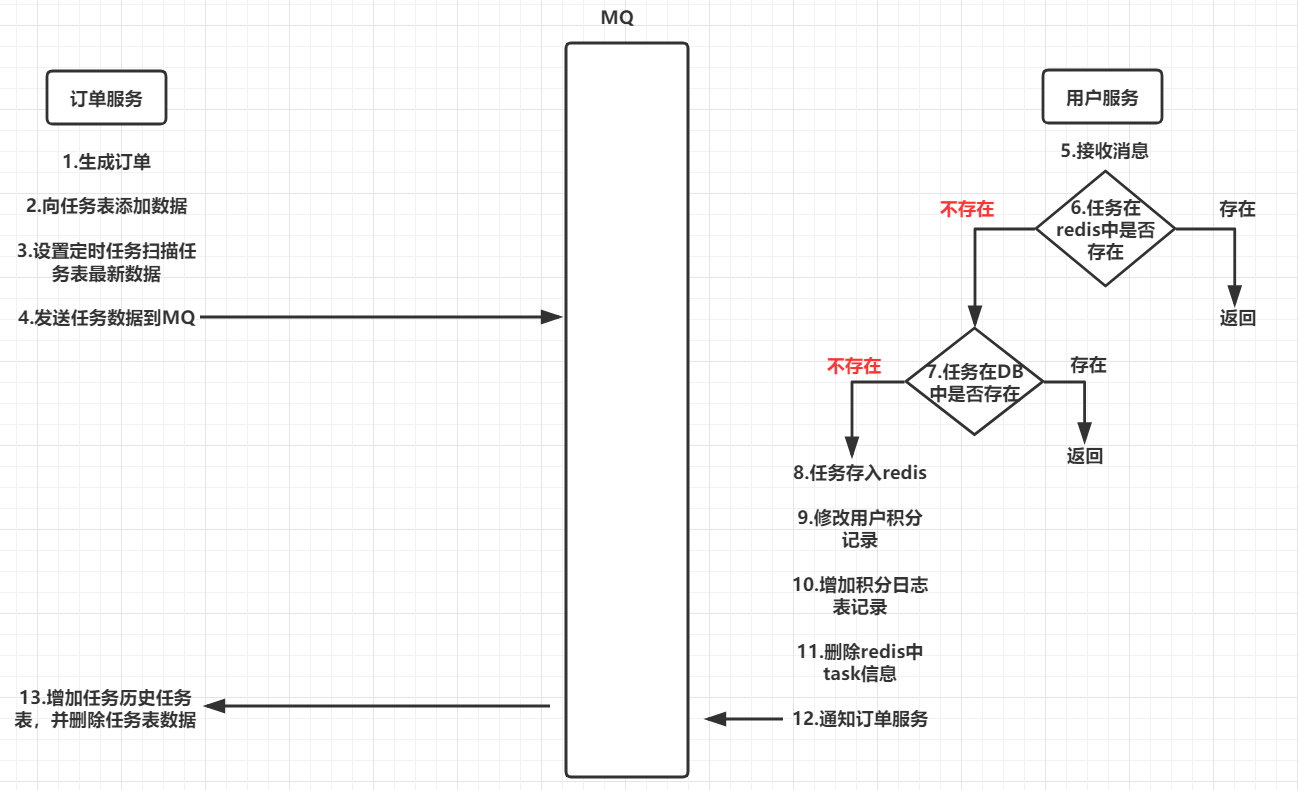 MQ
订单服务
1.生成订单
2.向任务表添加数据
3.设置定时任务扫描任
务表最新数据
4.发送任务数据到MQ
用户服务
5.接收消息
不存在
6.任务在
redis中是否
存在
存在
返回
不存在
7.任务在DB
中是否存在
存在
返回
8.任务存入redis
9.修改用户积分
记录
10.增加积分日志
表记录
11.删除redis中
task信息
12.通知订单服务
13.增加任务历史任务
表，并删除任务表数据